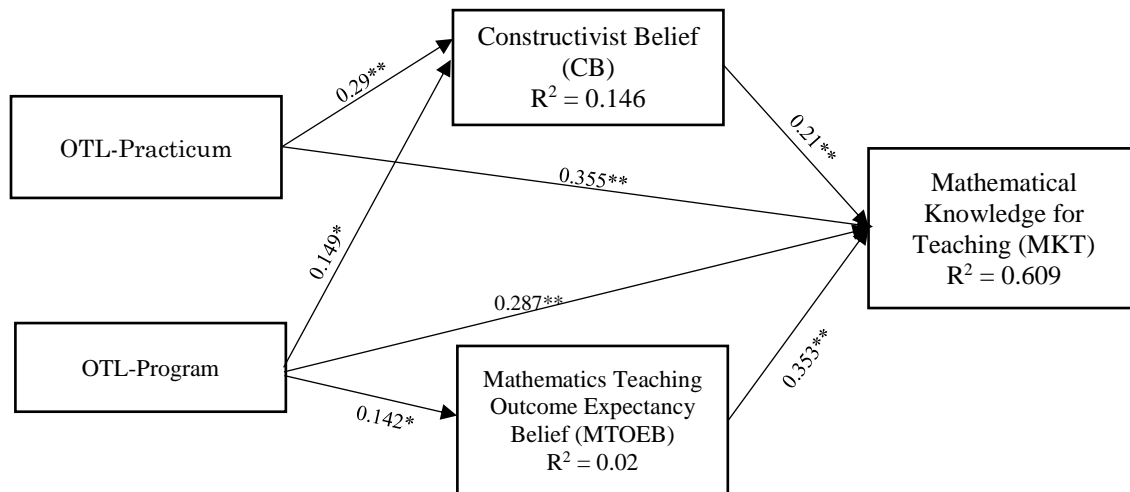 Constructivist Belief
(CB)
R² = 0.146
0.29**
OTL-Practicum
0.21**
0.355**
Mathematical
Knowledge for
Teaching (MKT)
R² = 0.609
0.149*
0.287**
OTL-Program
0.142*
Mathematics Teaching
Outcome Expectancy
Belief (MTOEB)
R² = 0.02
0.353**